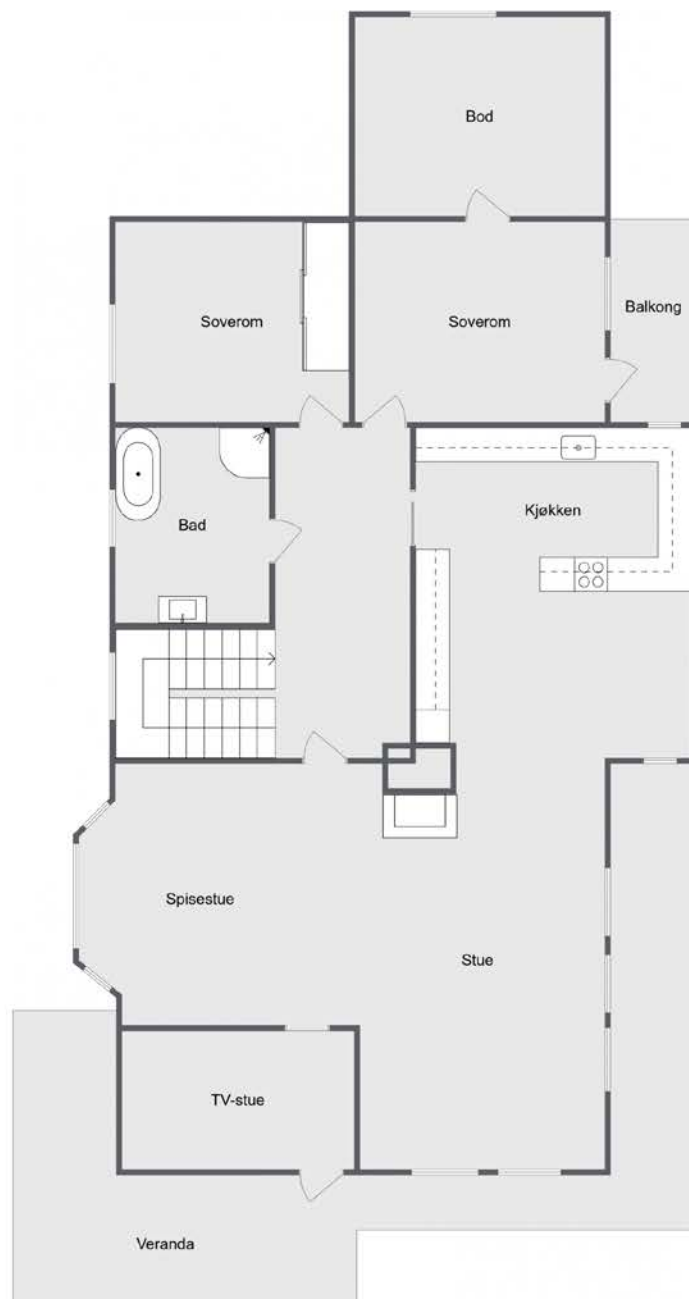 Bod
Soverom
Soverom
Balkong
Bad
Kjøkken
Spisestue
Stue
TV-stue
Veranda